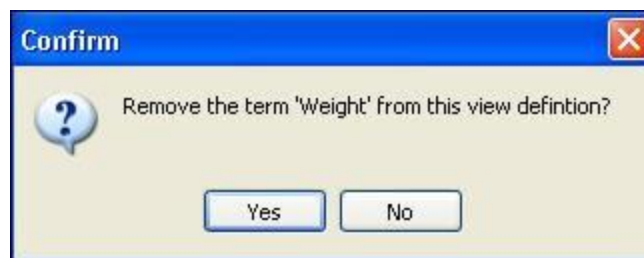 Confirm
Remove the term 'Weight' from this view defintion?
Yes
No